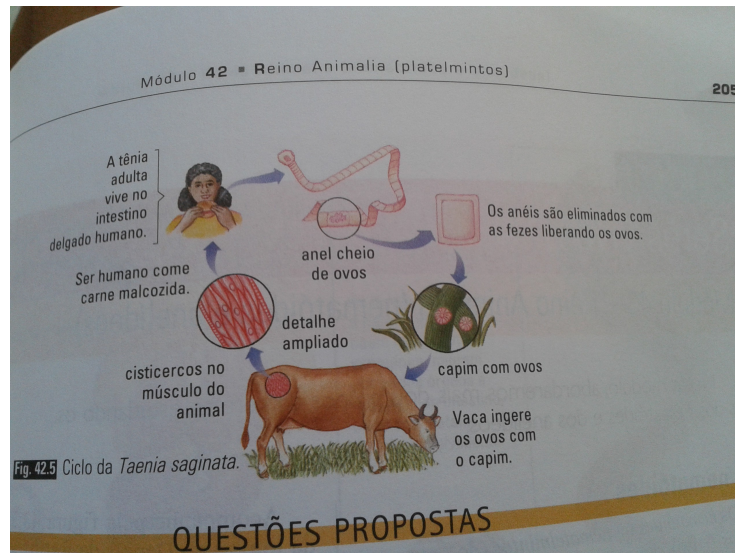 Módulo 42 ■ Reino Animalia (platelmintos)
205
A tênia
adulta
vive no
intestino
delgado humano.
Os anéis são eliminados com
as fezes liberando os ovos.
anel cheio
de ovos
Ser humano come
carne malcozida.
detalhe
ampliado
capim com ovos
cisticercos no
músculo do
animal
Vaca ingere
os ovos com
o capim.
Fig. 42.5 Ciclo da Taenia saginata.
QUESTÕES PROPOSTAS